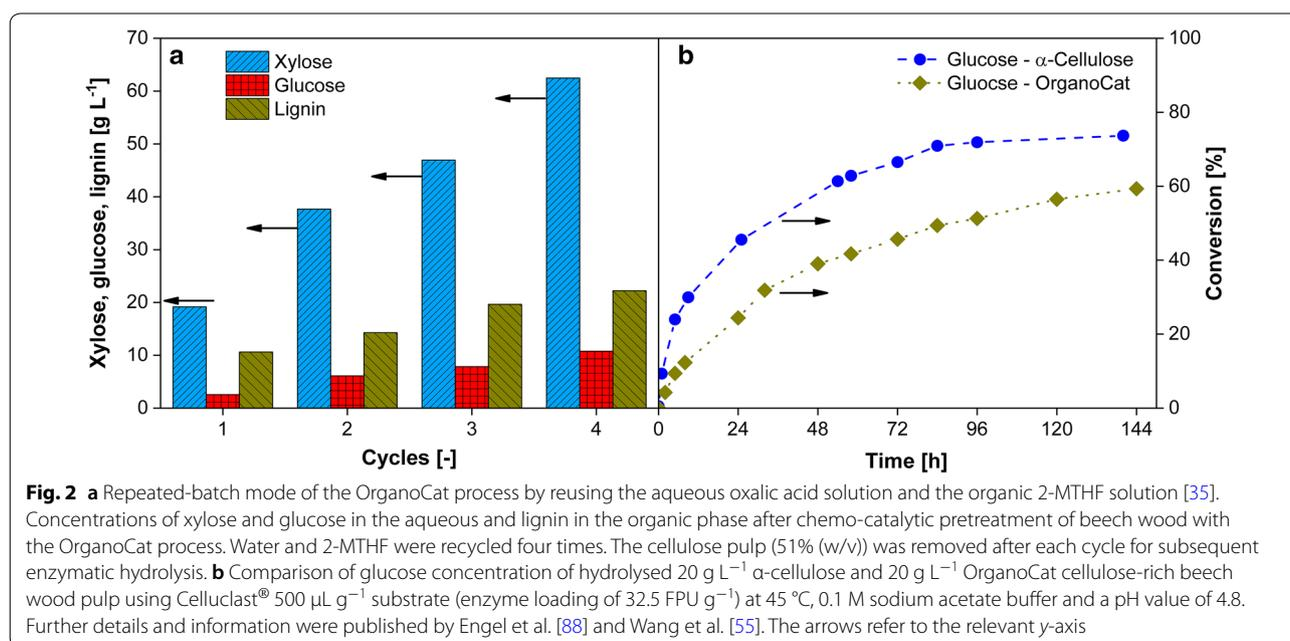 70
60
50
40
30
20
10
0
Xylose, glucose, lignin [g L⁻¹]
a
Xylose
Glucose
Lignin
1 2 3 4
Cycles [-]
b
Glucose - α-Cellulose
Gluocse - OrganoCat
100
80
60
40
20
0
Conversion [%]
0 24 48 72 96 120 144
Time [h]
Fig. 2 a Repeated-batch mode of the OrganoCat process by reusing the aqueous oxalic acid solution and the organic 2-MTHF solution [35].
Concentrations of xylose and glucose in the aqueous and lignin in the organic phase after chemo-catalytic pretreatment of beech wood with
the OrganoCat process. Water and 2-MTHF were recycled four times. The cellulose pulp (51% (w/v)) was removed after each cycle for subsequent
enzymatic hydrolysis. b Comparison of glucose concentration of hydrolysed 20 g L⁻¹ α-cellulose and 20 g L⁻¹ OrganoCat cellulose-rich beech
wood pulp using Celluclast® 500 µL g⁻¹ substrate (enzyme loading of 32.5 FPU g⁻¹) at 45 °C, 0.1 M sodium acetate buffer and a pH value of 4.8.
Further details and information were published by Engel et al. [88] and Wang et al. [55]. The arrows refer to the relevant y-axis